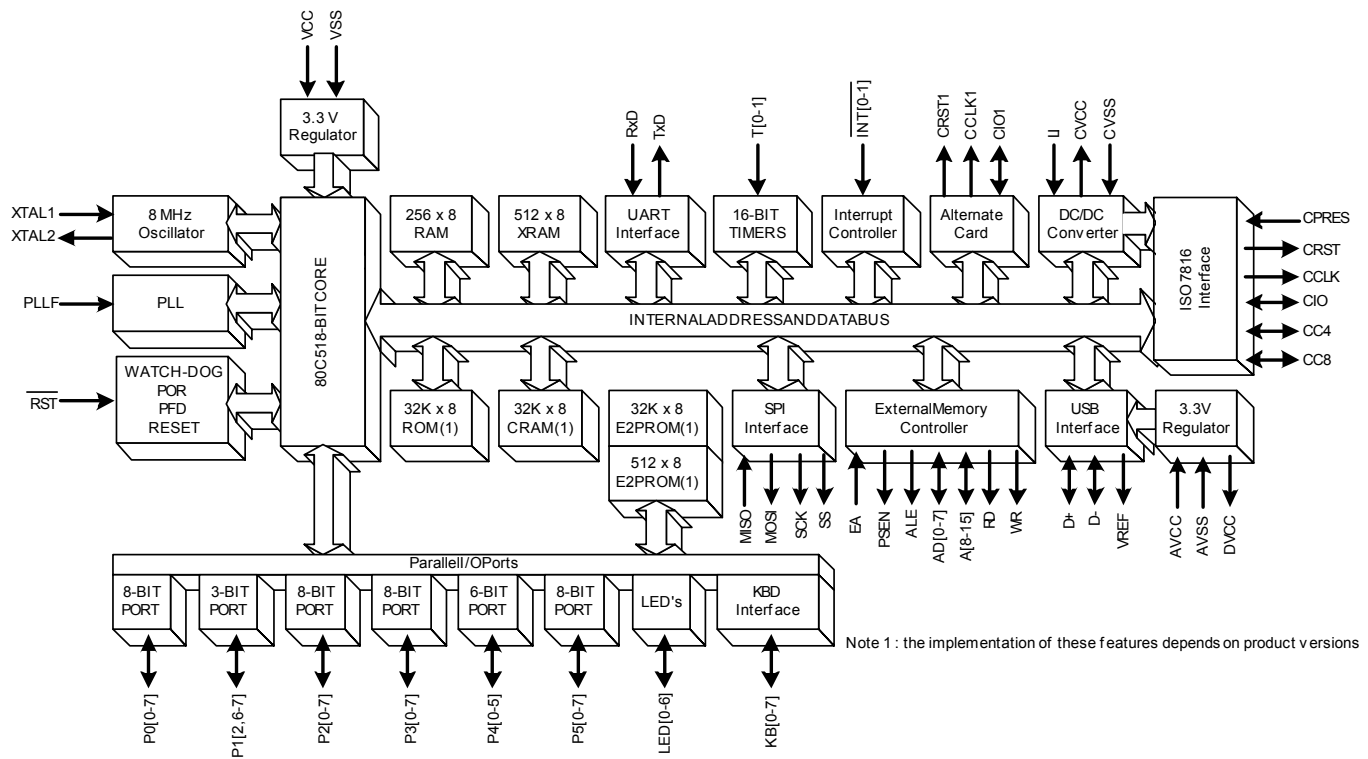 VCC
VSS
3.3 V
Regulator
RxD
TxD
T[0-1]
INT[0-1]
CRST1
CCLK1
CIO1
LI
CVCC
CVSS
XTAL1
XTAL2
8 MHz
Oscillator
256 x 8
RAM
512 x 8
XRAM
UART
Interface
16-BIT
TIMERS
Interrupt
Controller
Alternate
Card
DC/DC
Converter
CPRES
CRST
CCLK
CIO
CC4
CC8
ISO7816
Interface
PLLF
PLL
80C518-BITCORE
INTERNALADDRESSANDDATABUS
RST
WATCH-DOG
POR
PFD
RESET
32K x 8
ROM(1)
32K x 8
CRAM(1)
32K x 8
E2PROM(1)
512 x 8
E2PROM(1)
SPI
Interface
ExternalMemory
Controller
USB
Interface
3.3V
Regulator
MISO
MOSI
SCK
SS
EA
PSEN
ALE
AD[0-7]
A[8-15]
RD
WR
D+
D-
VREF
AVCC
AVSS
DVCC
ParallelI/OPorts
8-BIT
PORT
3-BIT
PORT
8-BIT
PORT
8-BIT
PORT
6-BIT
PORT
8-BIT
PORT
LED's
KBD
Interface
Note 1 : the implementation of these features depends on product versions
P0[0-7]
P1[2,6-7]
P2[0-7]
P3[0-7]
P4[0-5]
P5[0-7]
LED[0-6]
KB[0-7]